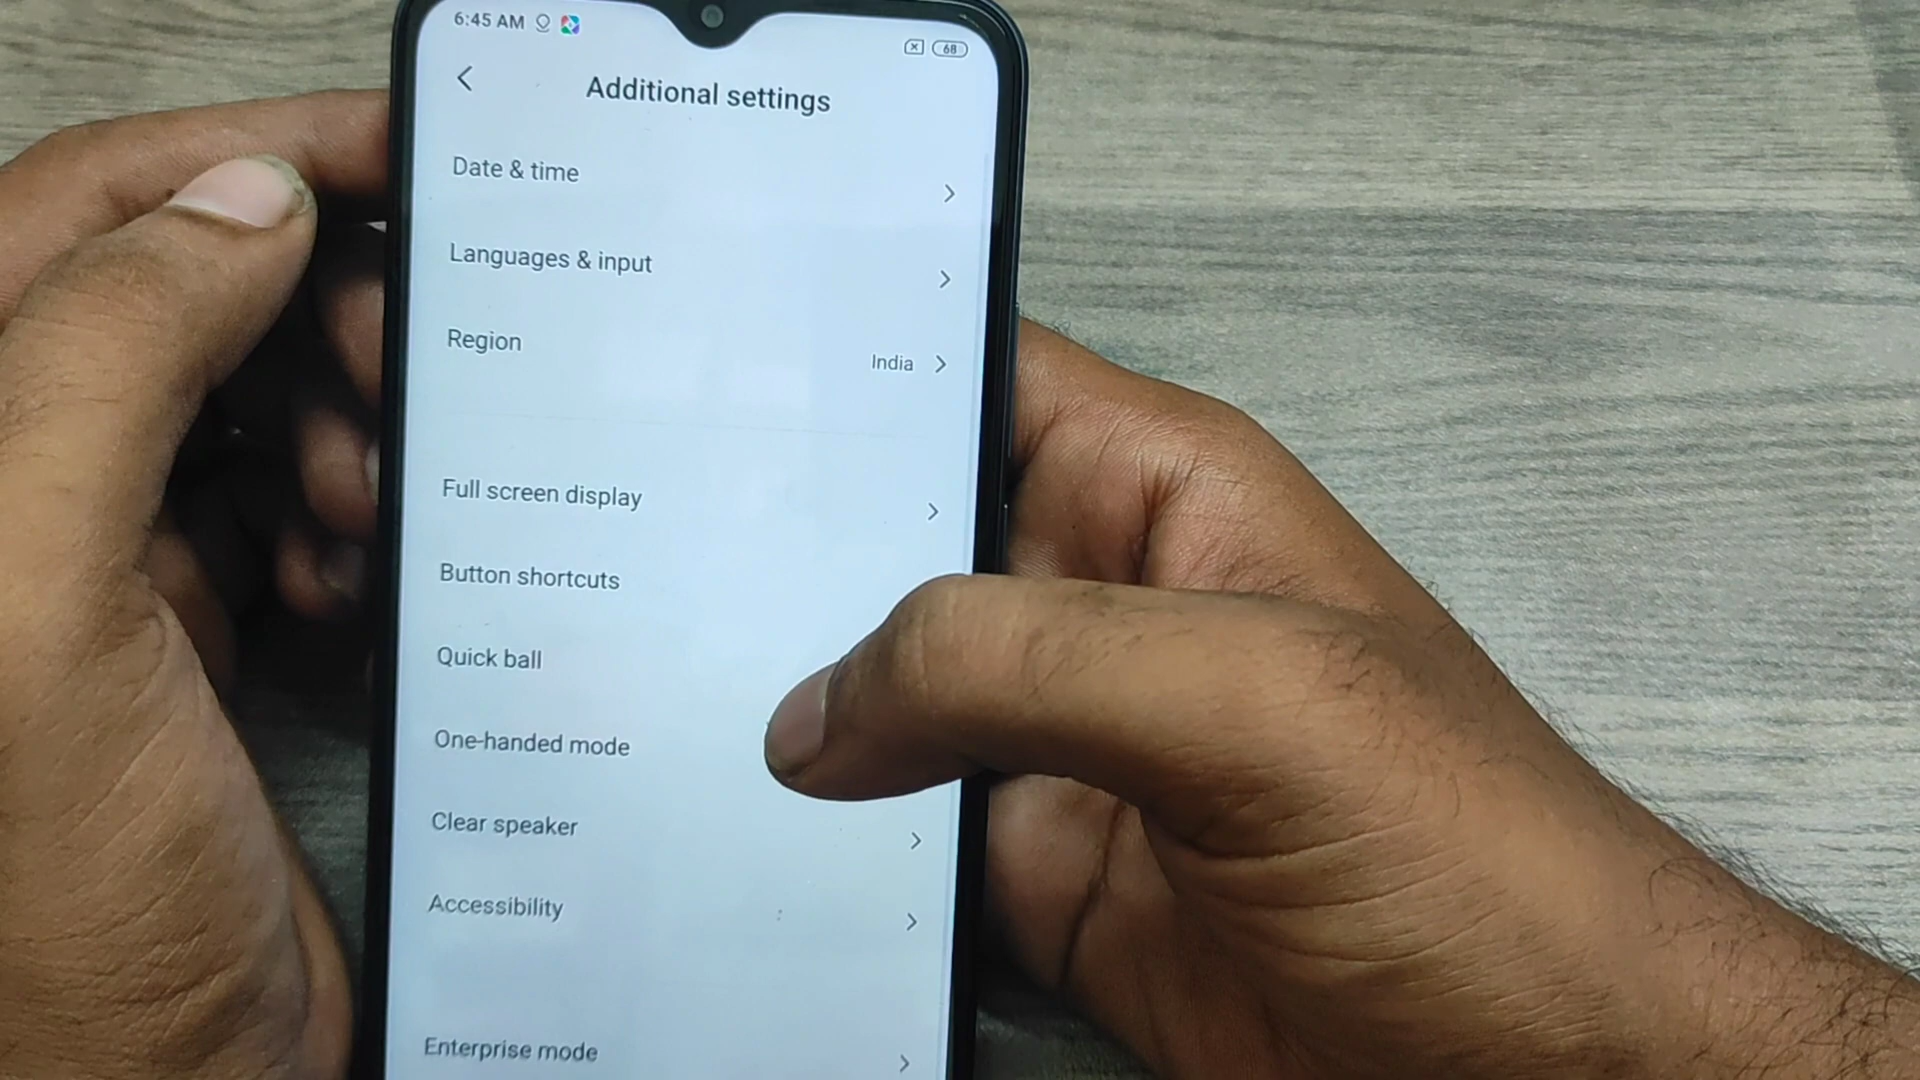 6:45 AM
68
Additional settings
Date & time
Languages & input
Region
India
Full screen display
Button shortcuts
Quick ball
One-handed mode
Clear speaker
Accessibility
Enterprise mode